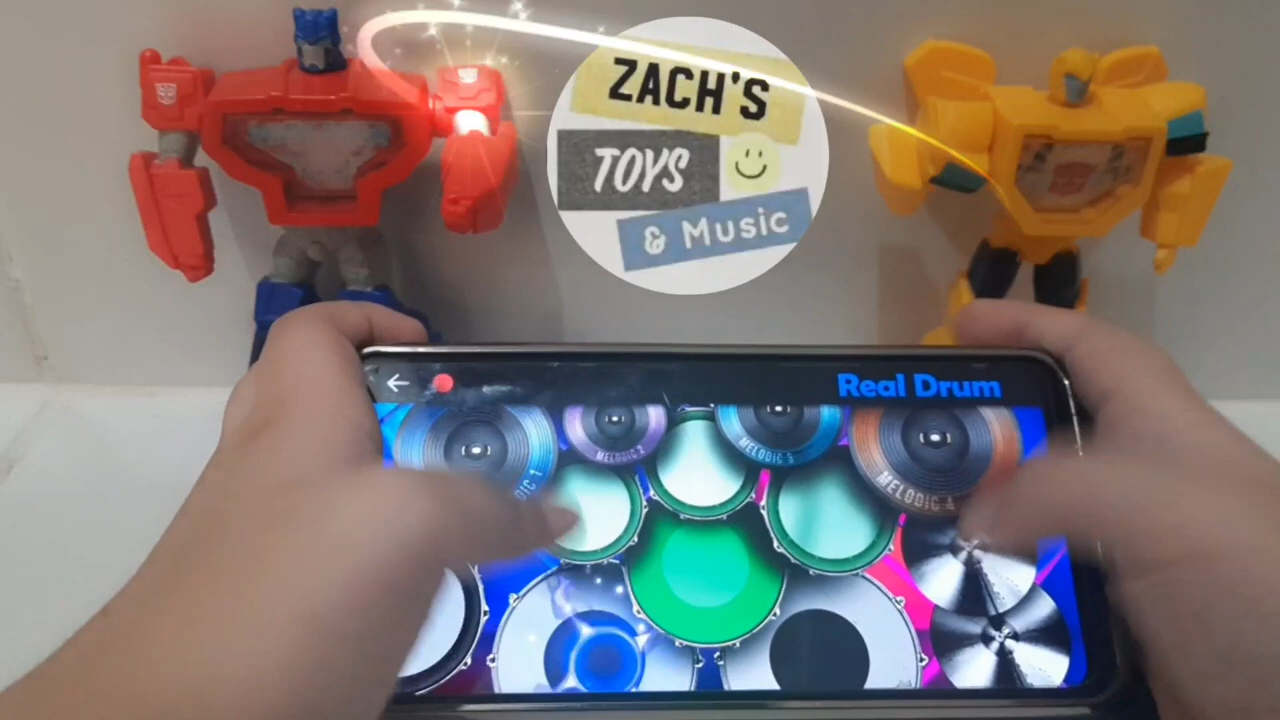 ZACH'S
TOYS
& Music
Real Drum
MELODIC 2
MELODIC 3
MELODIC 4